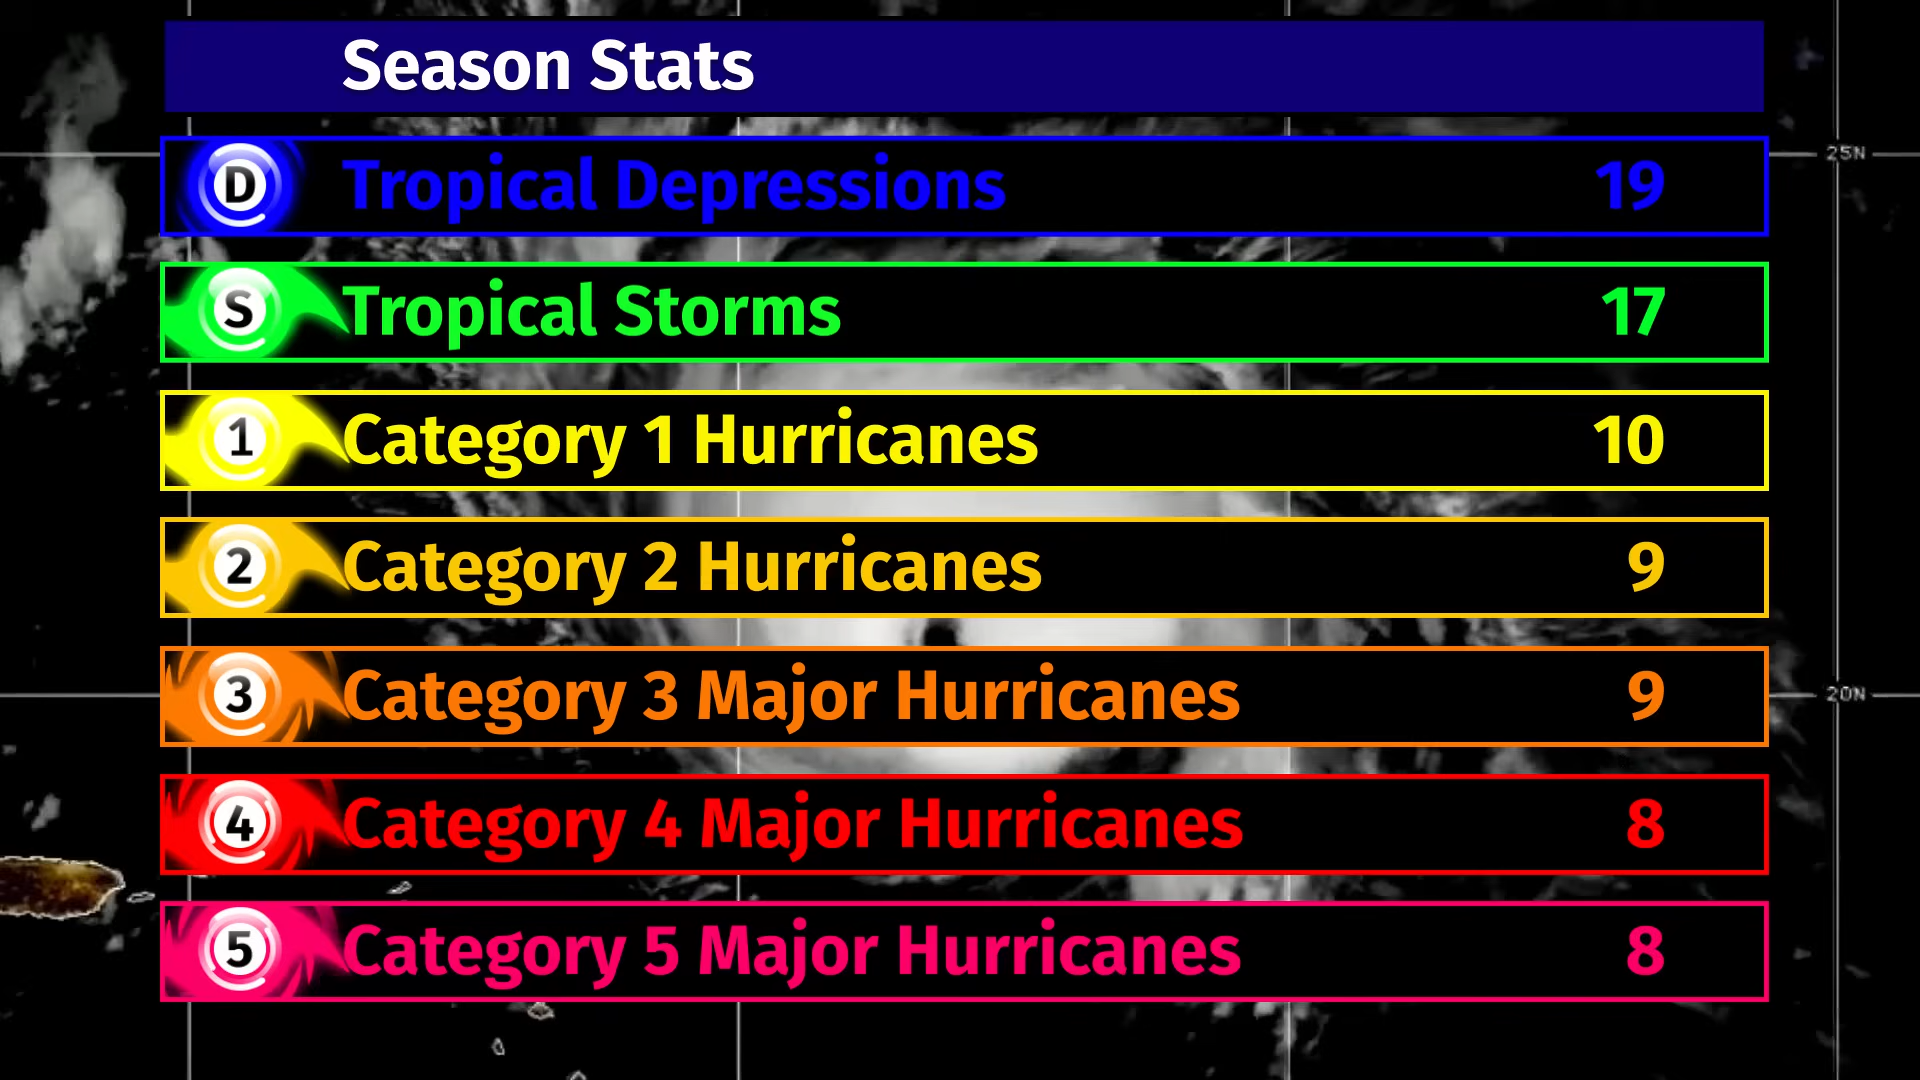 Season Stats
D Tropical Depressions 19
25N
S Tropical Storms 17
1 Category 1 Hurricanes 10
2 Category 2 Hurricanes 9
3 Category 3 Major Hurricanes 9
20N
4 Category 4 Major Hurricanes 8
5 Category 5 Major Hurricanes 8